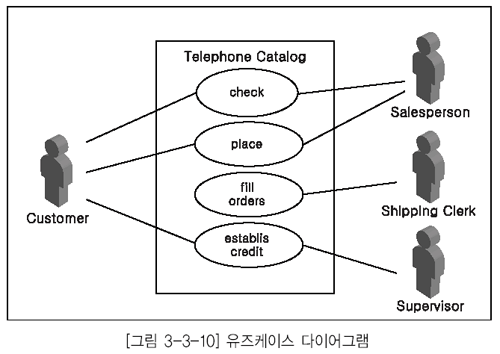 Telephone Catalog
check
Salesperson
place
fill
orders
Customer
Shipping Clerk
establis
credit
Supervisor
[그림 3-3-10] 유즈케이스 다이어그램